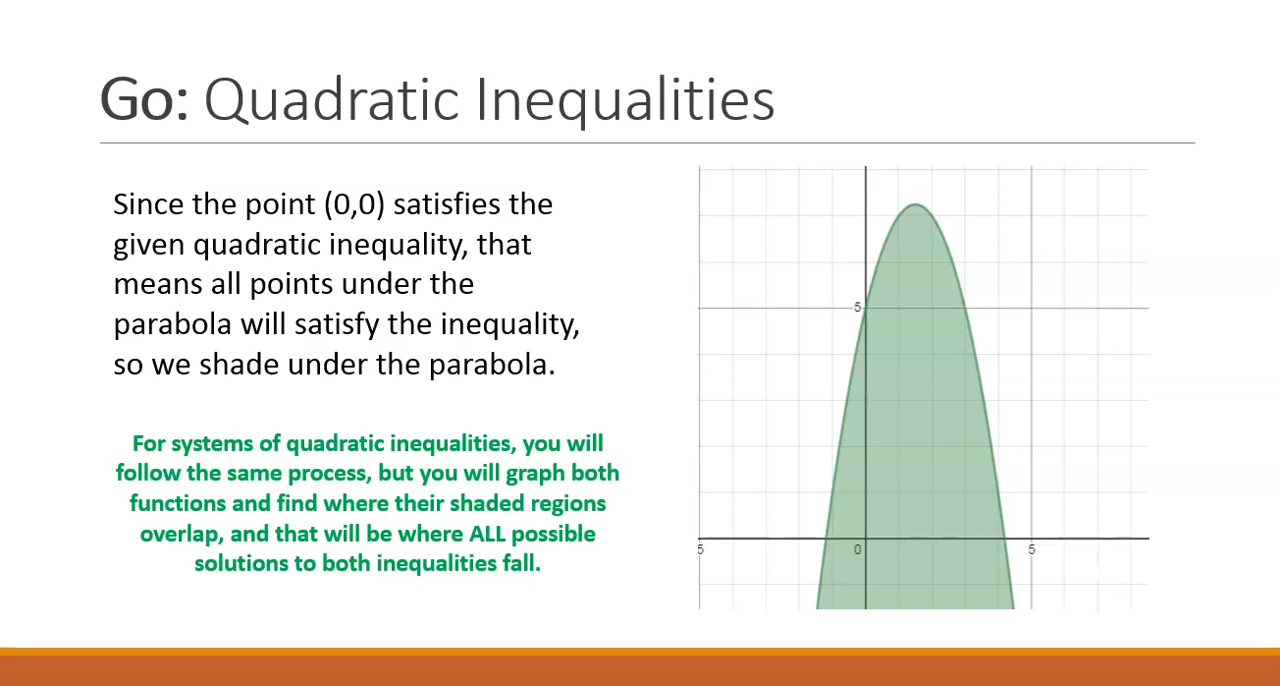 Go: Quadratic Inequalities
Since the point (0,0) satisfies the
given quadratic inequality, that
means all points under the
parabola will satisfy the inequality,
so we shade under the parabola.
For systems of quadratic inequalities, you will
follow the same process, but you will graph both
functions and find where their shaded regions
overlap, and that will be where ALL possible
solutions to both inequalities fall.
5
5
0
5